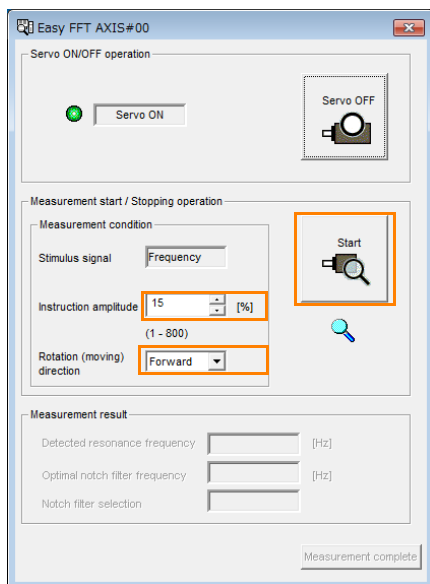 Easy FFT AXIS#00
Servo ON/OFF operation
Servo ON
Servo OFF
Measurement start / Stopping operation
Measurement condition
Stimulus signal
Frequency
Start
Instruction amplitude
15
[%]
(1 - 800)
Rotation (moving)
direction
Forward
Measurement result
Detected resonance frequency
[Hz]
Optimal notch filter frequency
[Hz]
Notch filter selection
Measurement complete